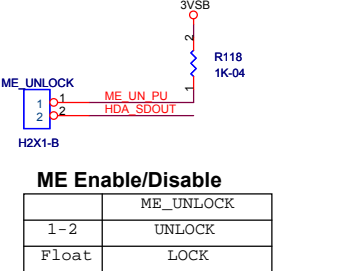 3VSB
2
R118
1K-04
1
ME_UNLOCK
1 1 ME_UN_PU
2 2 HDA_SDOUT
H2X1-B
ME Enable/Disable
ME_UNLOCK
1-2 UNLOCK
Float LOCK